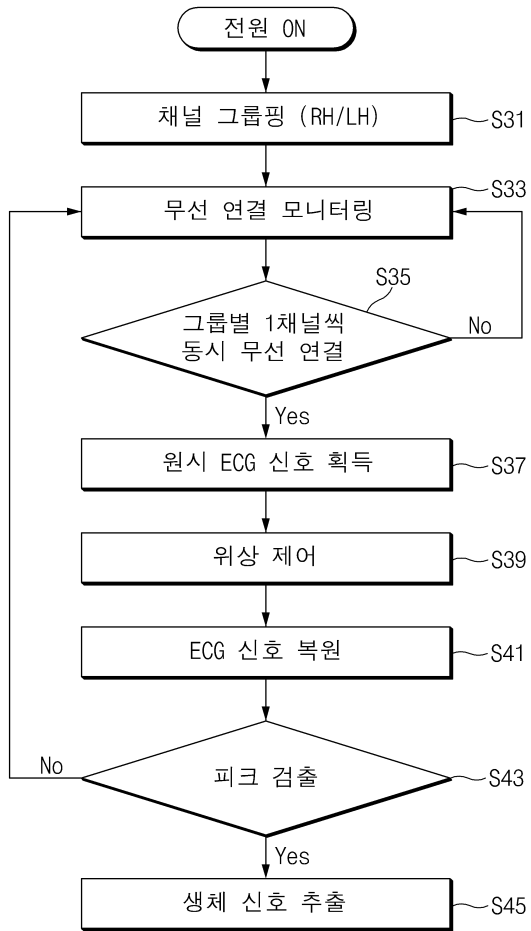 전원 ON
채널 그룹핑 (RH/LH)
S31
S33
무선 연결 모니터링
S35
그룹별 1채널씩
동시 무선 연결
No
Yes
원시 ECG 신호 획득
S37
위상 제어
S39
ECG 신호 복원
S41
No
피크 검출
S43
Yes
생체 신호 추출
S45